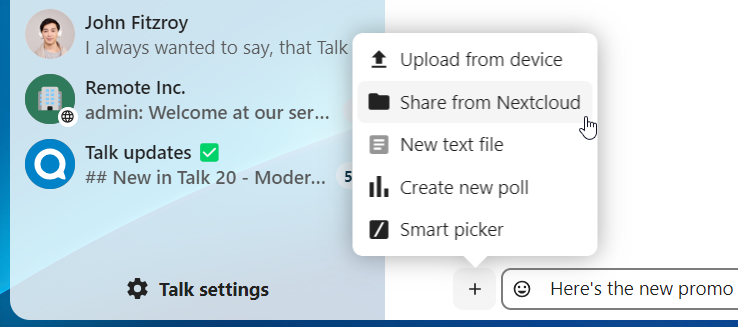 John Fitzroy
I always wanted to say, that Talk
Remote Inc.
admin: Welcome at our ser...
Talk updates ✅
## New in Talk 20 - Moder...
5
Talk settings
Upload from device
Share from Nextcloud
New text file
Create new poll
Smart picker
Here's the new promo